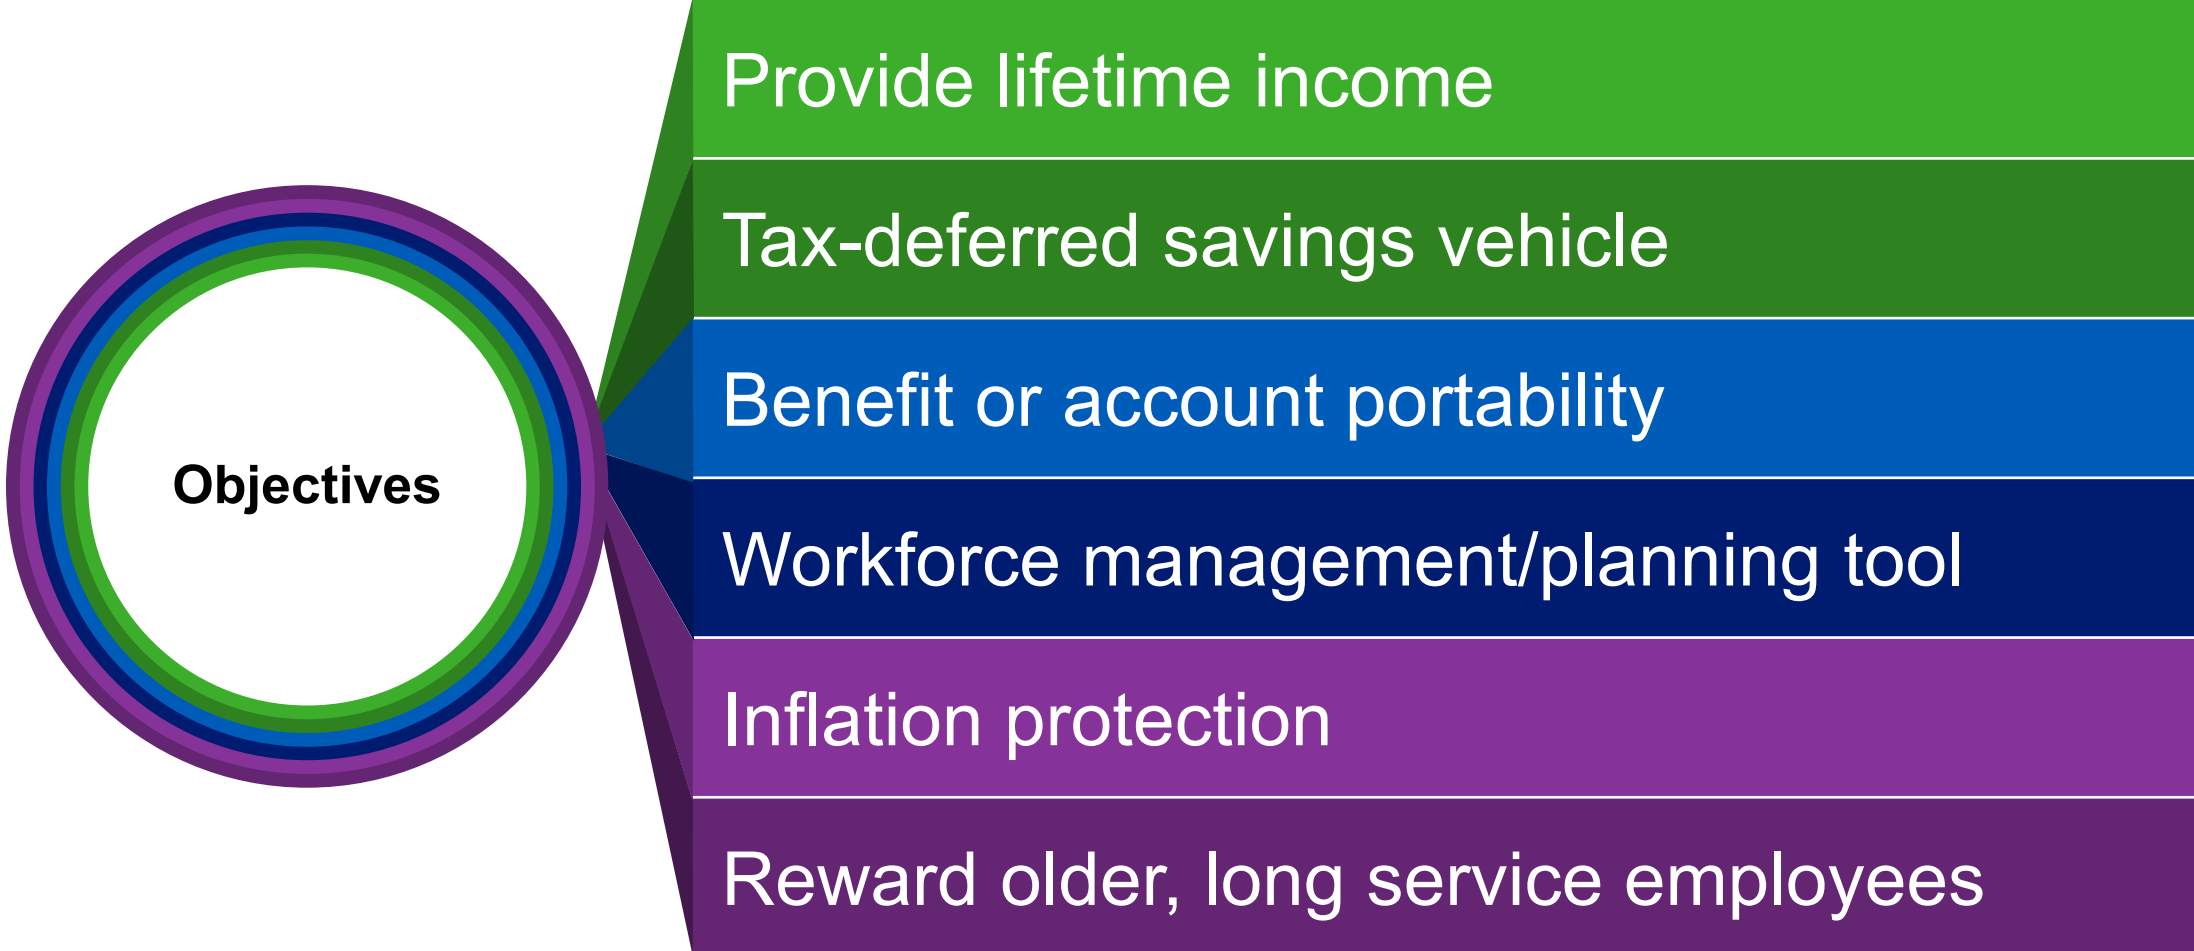 Objectives
Provide lifetime income
Tax-deferred savings vehicle
Benefit or account portability
Workforce management/planning tool
Inflation protection
Reward older, long service employees